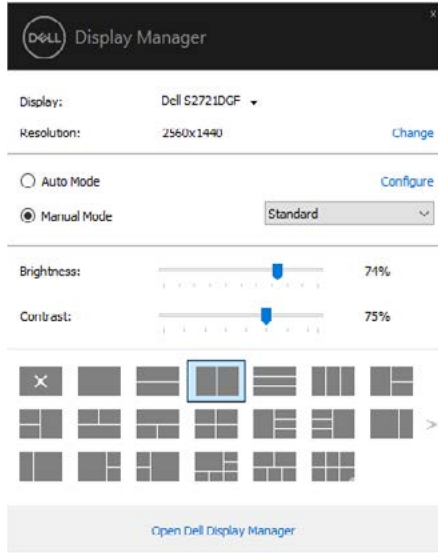 x
DELL Display Manager
Display: Dell S2721DGF
Resolution: 2560x1440 Change
Auto Mode Configure
Manual Mode Standard
Brightness: 74%
Contrast: 75%
>
Open Dell Display Manager